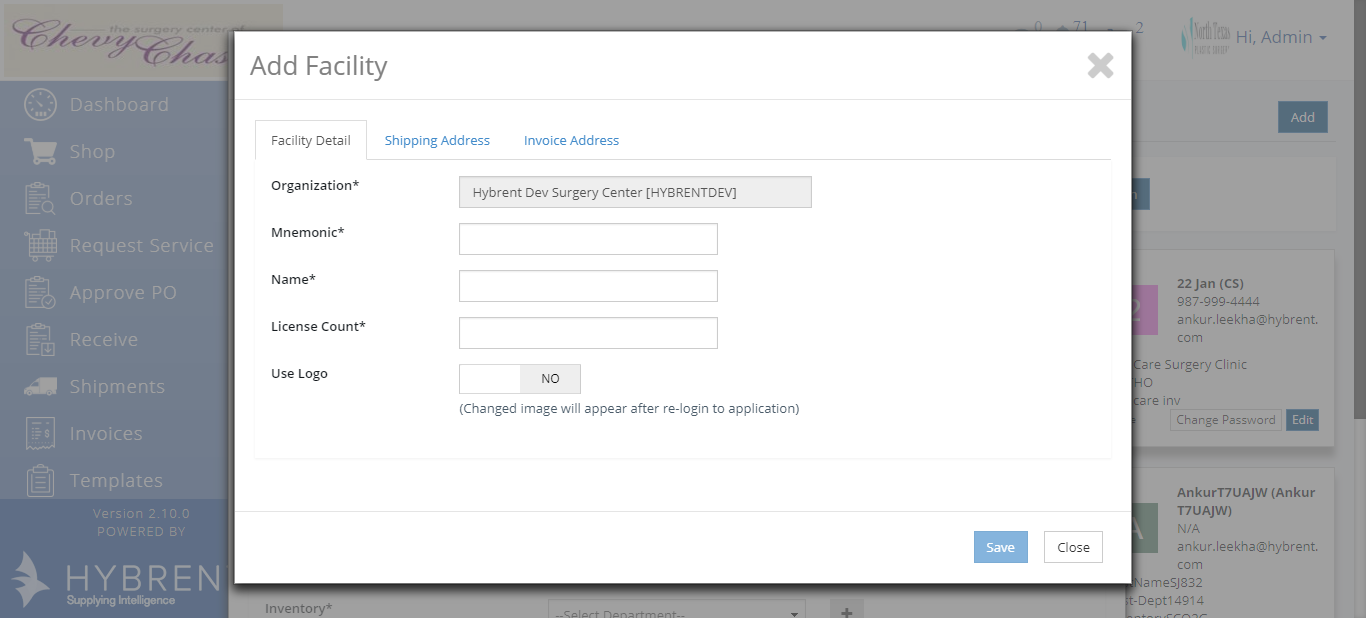 the surgery center of
Chevy Chas
0 71 2
North Texas
Hi, Admin
Add Facility
Dashboard
Shop
Orders
Request Service
Approve PO
Receive
Shipments
Invoices
Templates
Version 2.10.0
POWERED BY
HYBRENT
Supplying Intelligence
Add
Facility Detail Shipping Address Invoice Address
Organization* Hybrent Dev Surgery Center [HYBRENTDEV]
Mnemonic*
Name*
License Count*
Use Logo NO
(Changed image will appear after re-login to application)
Save Close
22 Jan (CS)
987-999-4444
ankur.leekha@hybrent.
com
Care Surgery Clinic
HO
care inv
Change Password Edit
AnkurT7UAJW (Ankur
T7UAJW)
N/A
ankur.leekha@hybrent.
com
NameSJ832
t-Dept14914
Inventory* --Select Department--